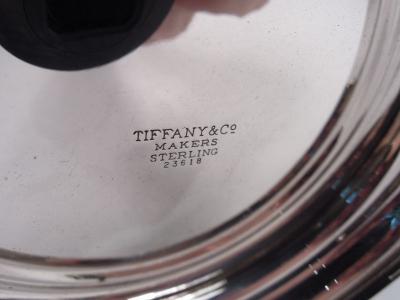 TIFFANY & Cº
MAKERS
STERLING
23618